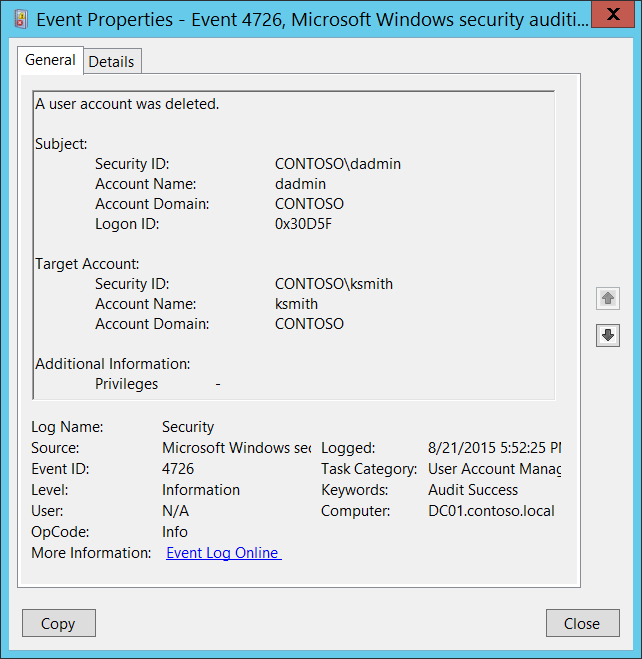 Event Properties - Event 4726, Microsoft Windows security auditi...
General
Details
A user account was deleted.
Subject:
Security ID: CONTOSO\dadmin
Account Name: dadmin
Account Domain: CONTOSO
Logon ID: 0x30D5F
Target Account:
Security ID: CONTOSO\ksmith
Account Name: ksmith
Account Domain: CONTOSO
Additional Information:
Privileges -
Log Name: Security
Source: Microsoft Windows sec Logged: 8/21/2015 5:52:25 PM
Event ID: 4726 Task Category: User Account Manag
Level: Information Keywords: Audit Success
User: N/A Computer: DC01.contoso.local
OpCode: Info
More Information: Event Log Online
Copy
Close